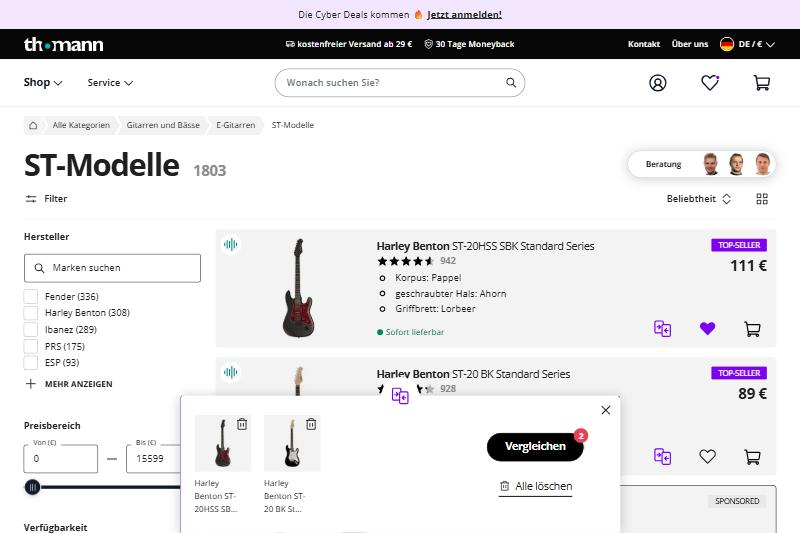 Die Cyber Deals kommen 🔥 Jetzt anmelden!
th•mann
kostenfreier Versand ab 29 €
30 Tage Moneyback
Kontakt
Über uns
DE / €
Shop
Service
Wonach suchen Sie?
Alle Kategorien
Gitarren und Bässe
E-Gitarren
ST-Modelle
ST-Modelle 1803
Beratung
Filter
Beliebtheit
Hersteller
Marken suchen
Fender (336)
Harley Benton (308)
Ibanez (289)
PRS (175)
ESP (93)
MEHR ANZEIGEN
Preisbereich
Von (€)
0
—
Bis (€)
15599
Verfügbarkeit
Harley Benton ST-20HSS SBK Standard Series
942
Korpus: Pappel
geschraubter Hals: Ahorn
Griffbrett: Lorbeer
Sofort lieferbar
TOP-SELLER
111 €
Harley Benton ST-20 BK Standard Series
928
TOP-SELLER
89 €
Harley
Benton ST-
20HSS SB...
Harley
Benton ST-
20 BK St...
Vergleichen
2
Alle löschen
SPONSORED